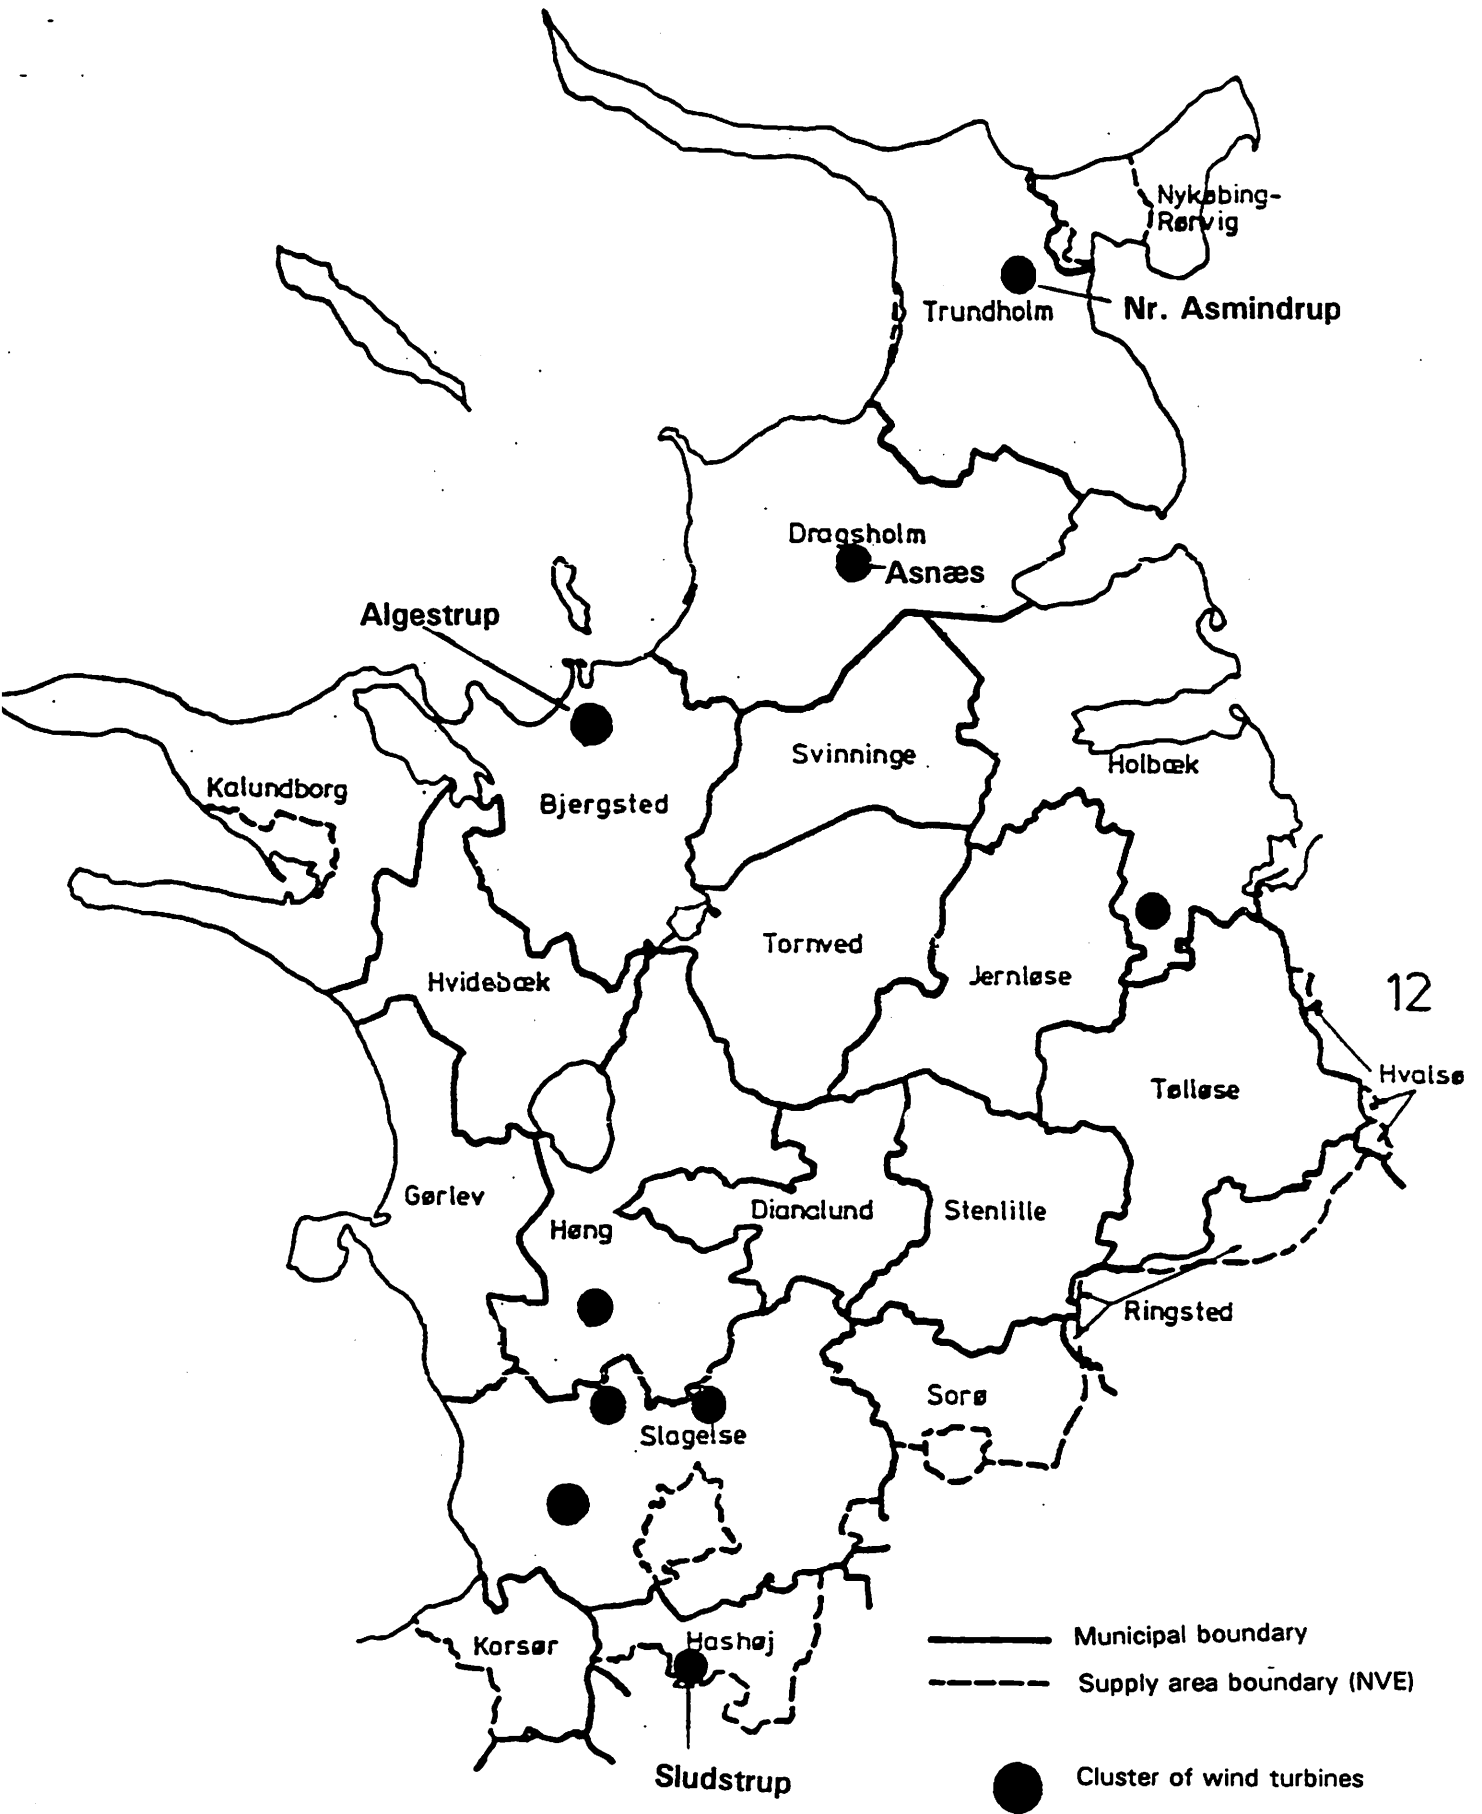 Nykøbing-
Rørvig
Trundholm
Nr. Asmindrup
Dragsholm
Asnæs
Algestrup
Svinninge
Holbæk
Kalundborg
Bjergsted
Tornved
Jernløse
Hvidebæk
12
Hvalsø
Tølløse
Gørlev
Høng
Dianalund
Stenlille
Ringsted
Sorø
Slagelse
Korsør
Hashøj
Sludstrup
Municipal boundary
Supply area boundary (NVE)
Cluster of wind turbines